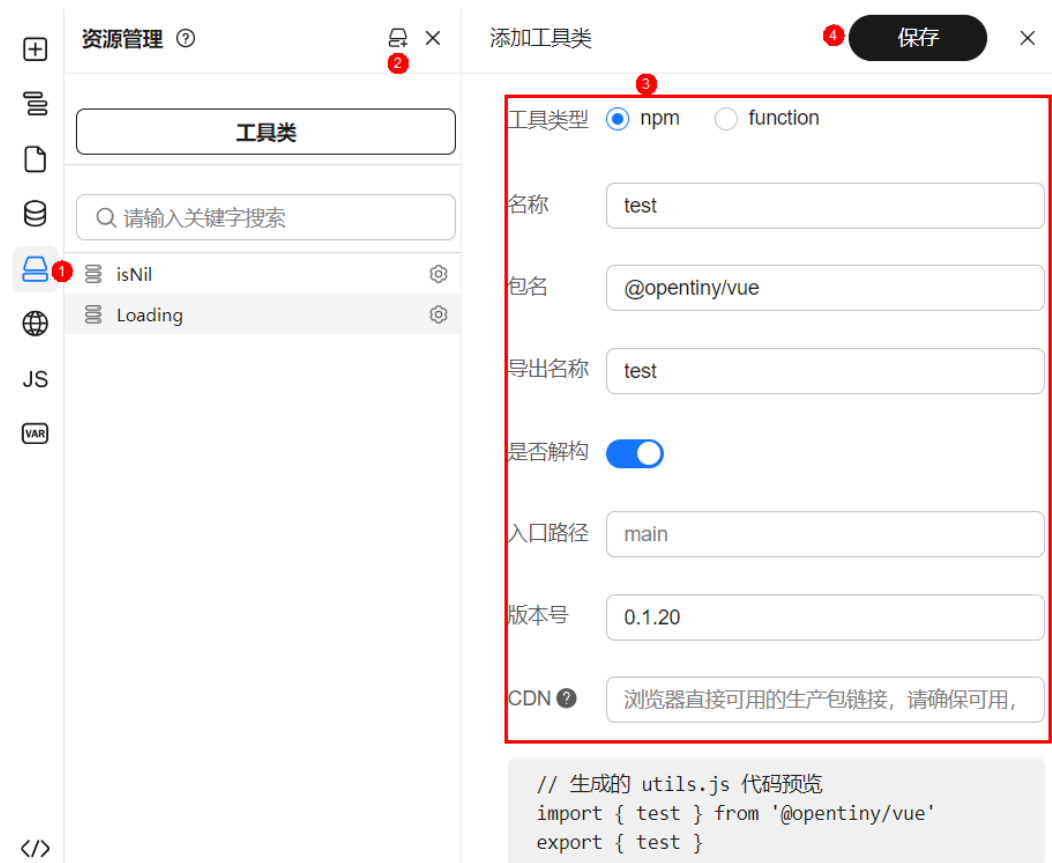 资源管理
2
工具类
请输入关键字搜索
1
isNil
Loading
JS
VAR
添加工具类
4
保存
3
工具类型 npm function
名称 test
包名 @opentiny/vue
导出名称 test
是否解构
入口路径 main
版本号 0.1.20
CDN 浏览器直接可用的生产包链接，请确保可用，
// 生成的 utils.js 代码预览
import { test } from '@opentiny/vue'
export { test }